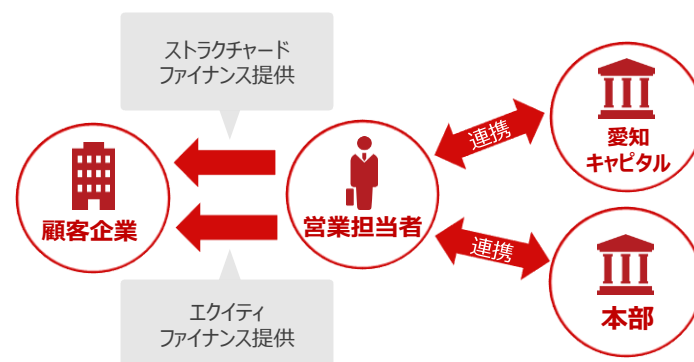 ストラクチャード
ファイナンス提供
顧客企業
営業担当者
連携
愛知
キャピタル
連携
本部
エクイティ
ファイナンス提供